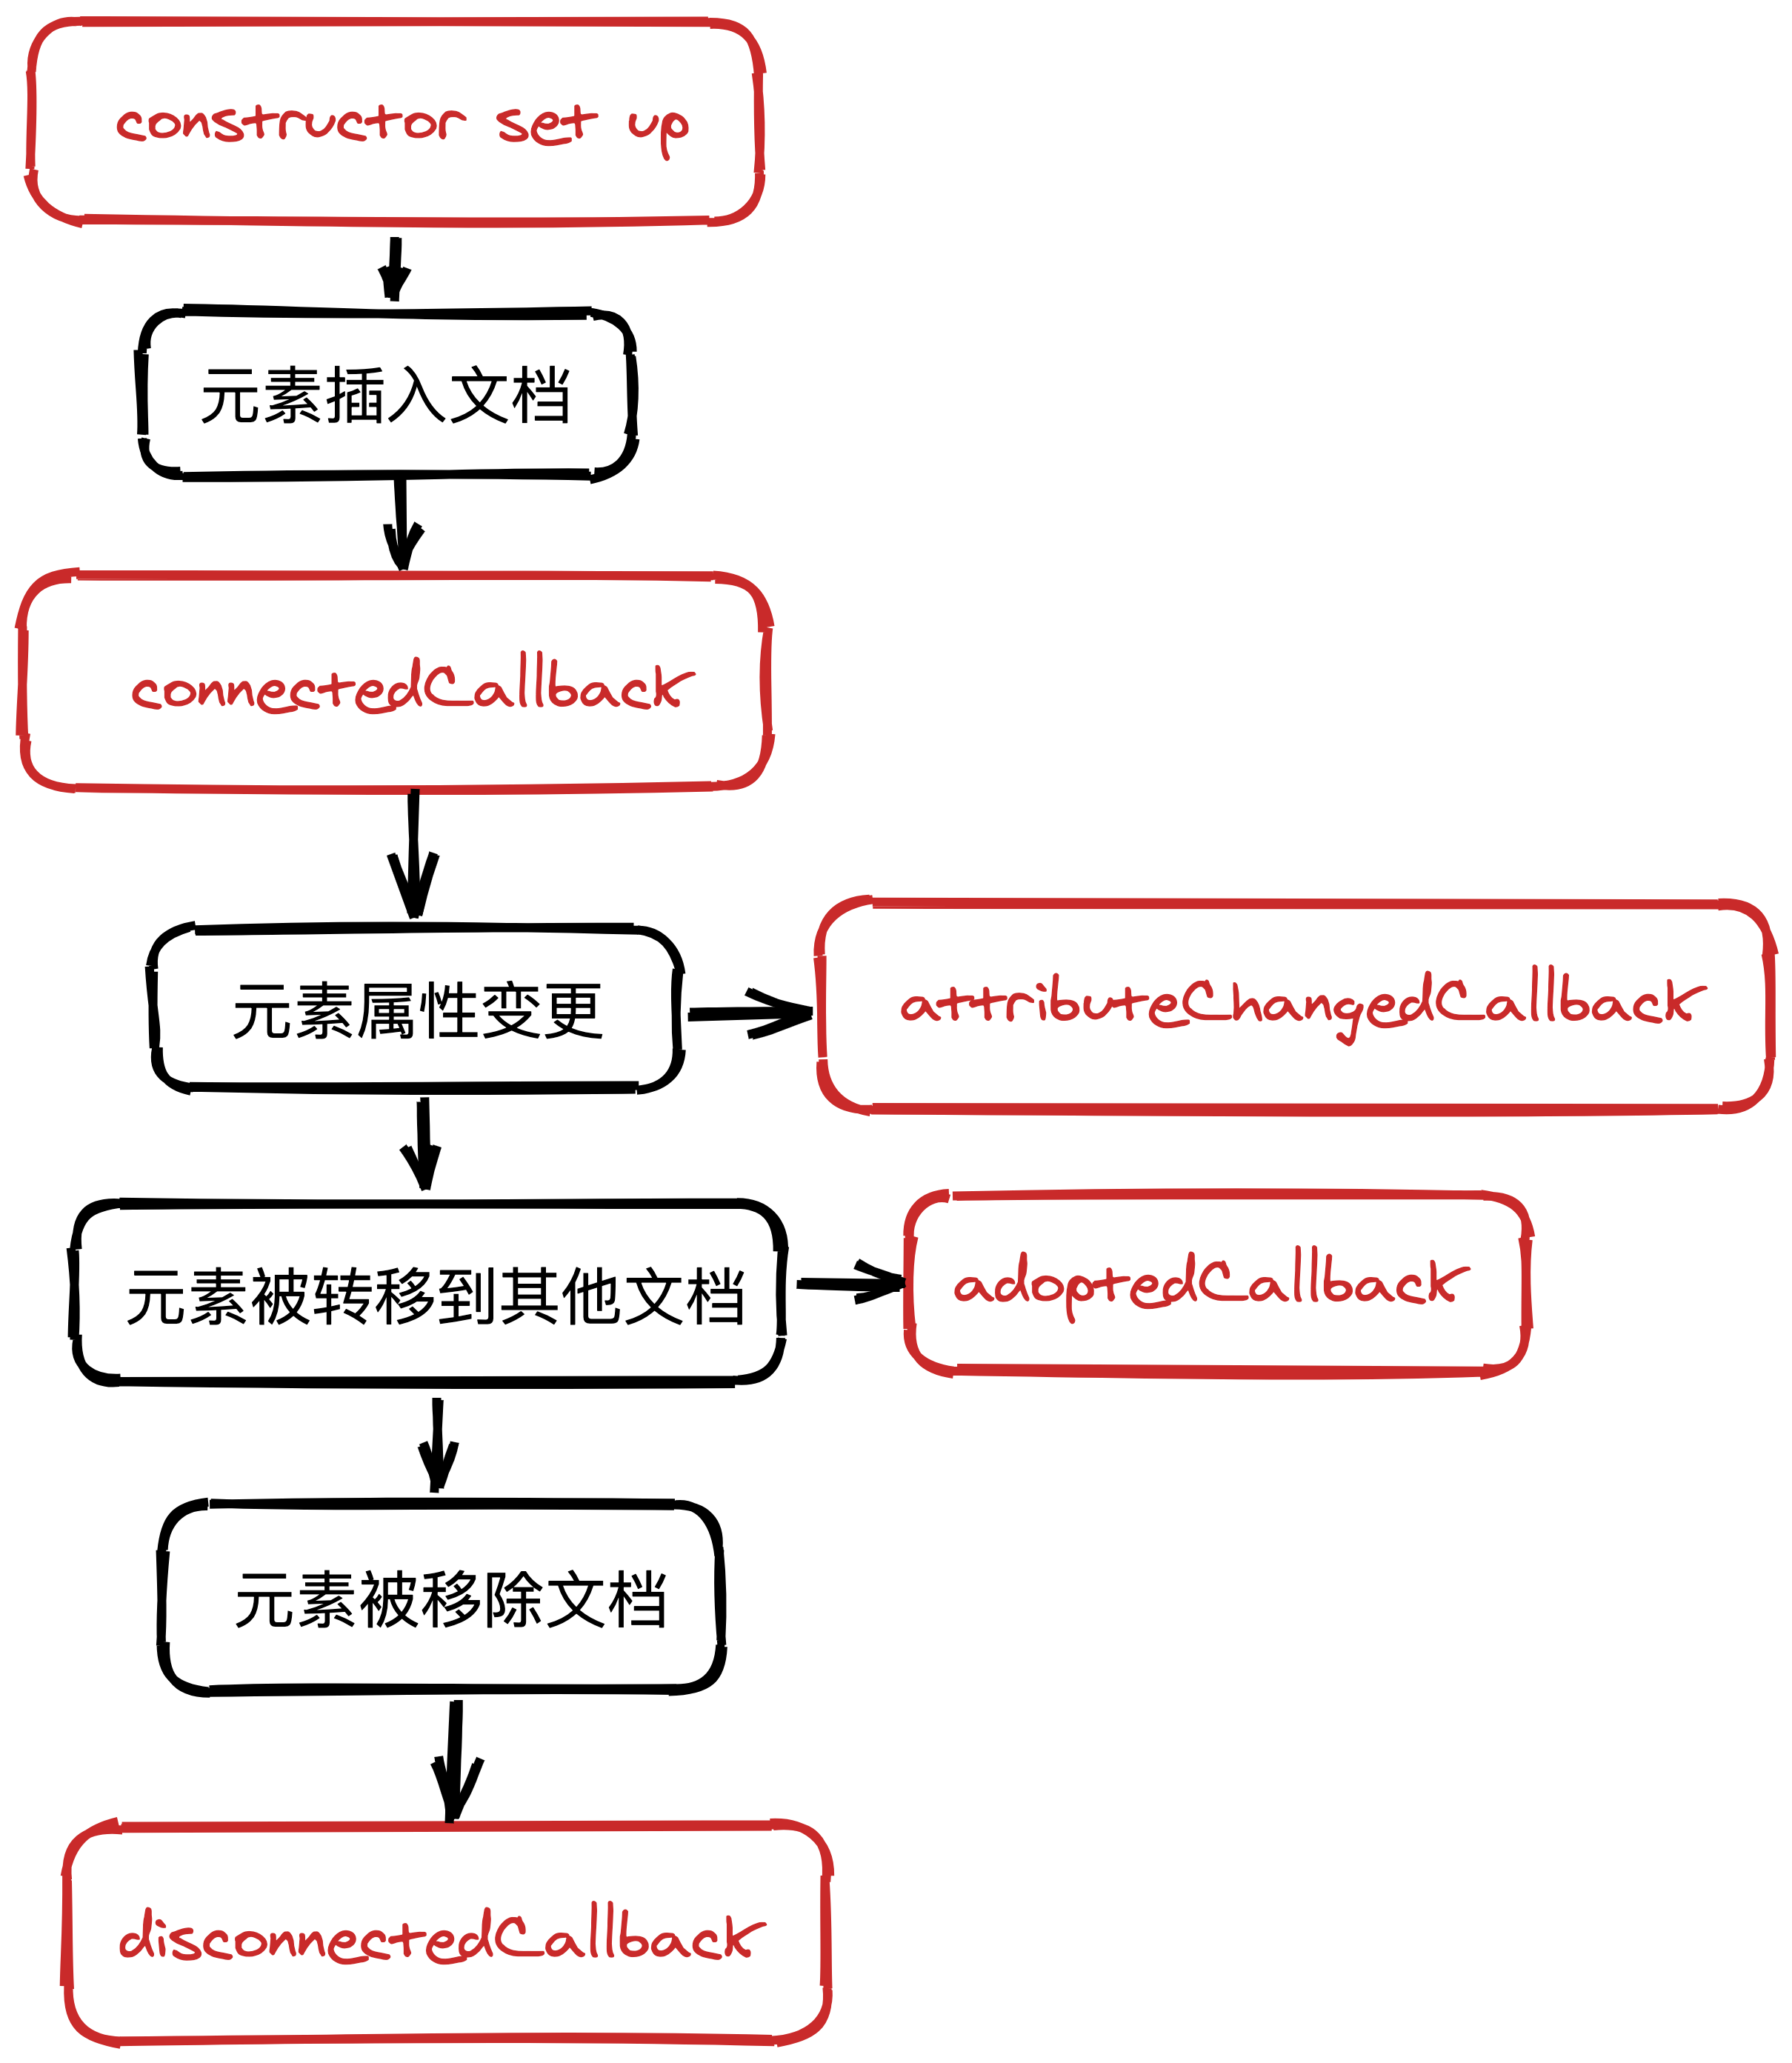 constructor set up
元素插入文档
connectedCallback
元素属性变更
attributeChangedCallback
元素被转移到其他文档
adoptedCallback
元素被移除文档
disconnectedCallback